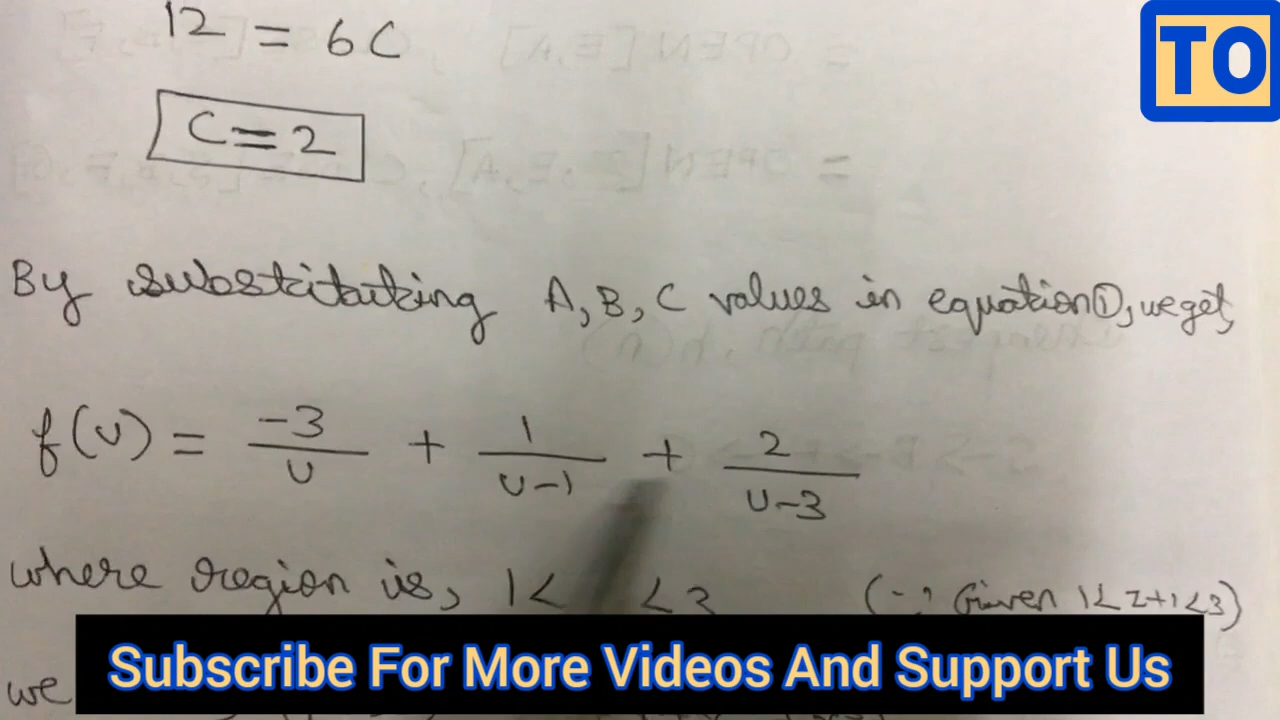 12 = 6C
TO
C = 2
By substituting A, B, C values in equation①, we get,
f(u) = -3/u + 1/u-1 + 2/u-3
where region is, 1< <3 (∵ Given 1<z+1<3)
we
Subscribe For More Videos And Support Us